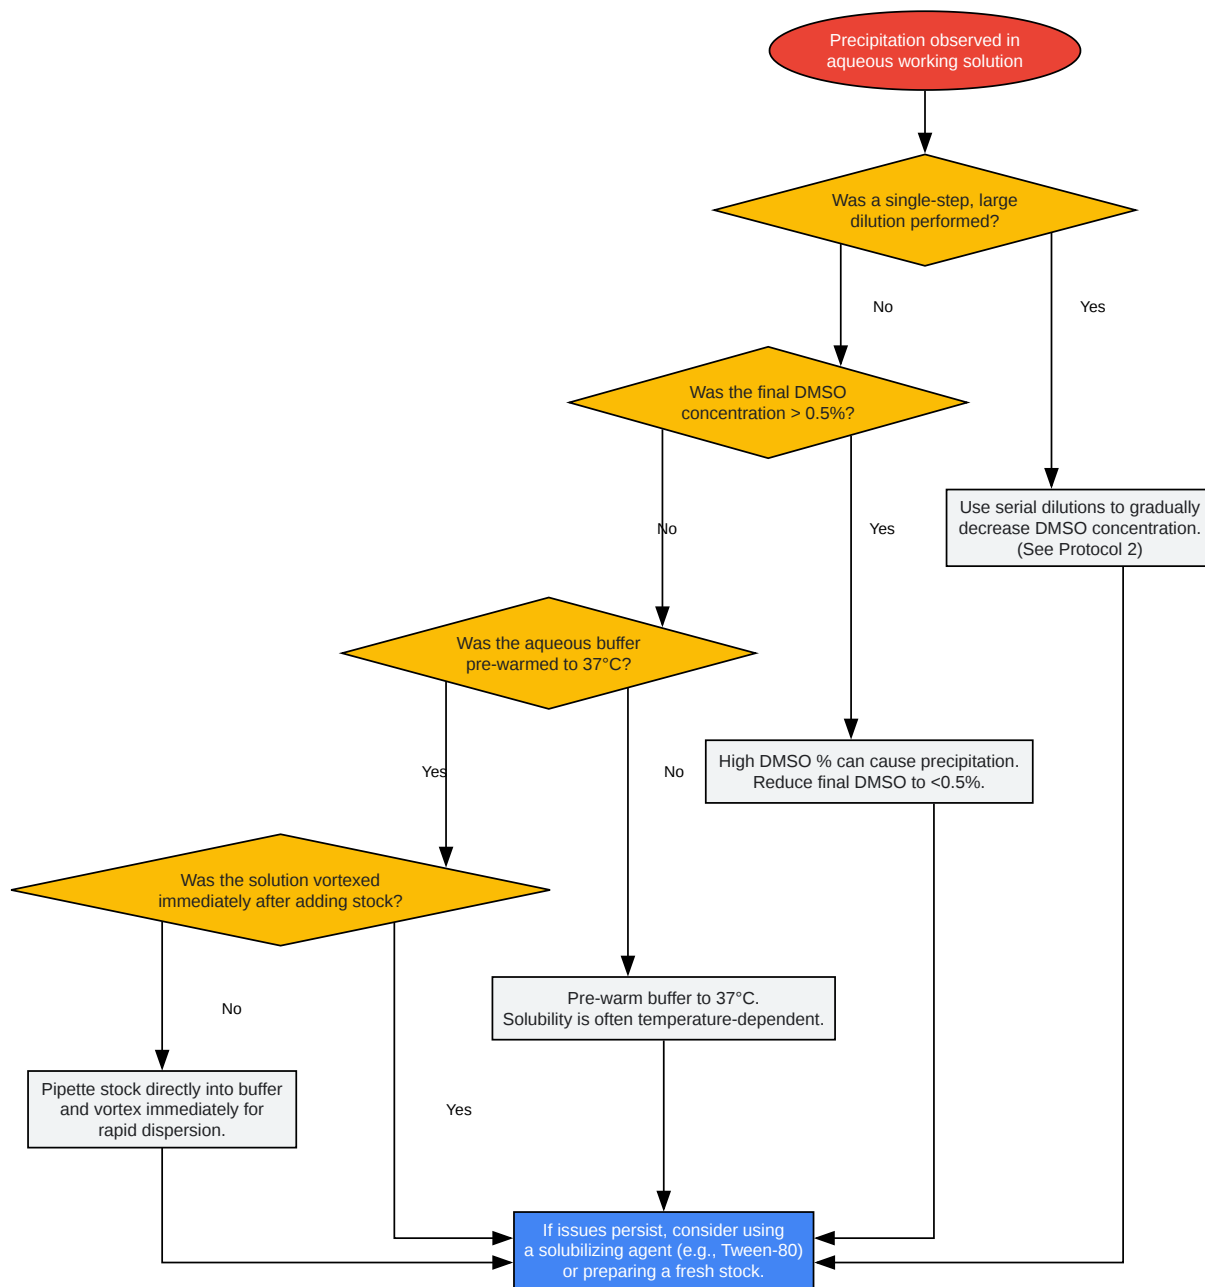 Precipitation observed in
aqueous working solution
Was a single-step, large
dilution performed?
No
Yes
Was the final DMSO
concentration > 0.5%?
Use serial dilutions to gradually
decrease DMSO concentration.
(See Protocol 2)
No
Yes
Was the aqueous buffer
pre-warmed to 37°C?
High DMSO % can cause precipitation.
Reduce final DMSO to <0.5%.
Yes
No
Was the solution vortexed
immediately after adding stock?
Pre-warm buffer to 37°C.
Solubility is often temperature-dependent.
No
Yes
Pipette stock directly into buffer
and vortex immediately for
rapid dispersion.
If issues persist, consider using
a solubilizing agent (e.g., Tween-80)
or preparing a fresh stock.